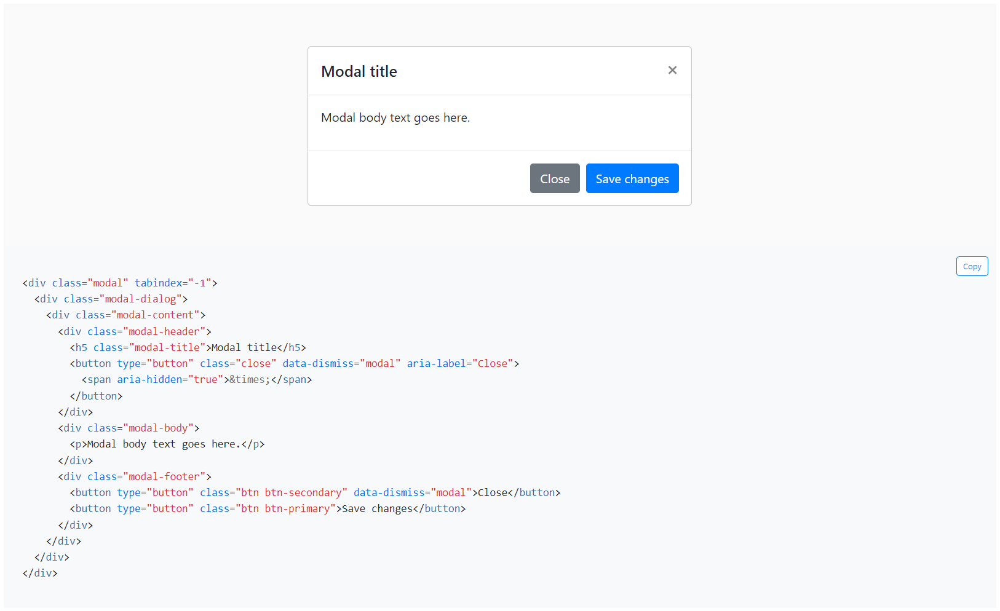 Modal title ×
Modal body text goes here.
Close Save changes
Copy
<div class="modal" tabindex="-1">
  <div class="modal-dialog">
    <div class="modal-content">
      <div class="modal-header">
        <h5 class="modal-title">Modal title</h5>
        <button type="button" class="close" data-dismiss="modal" aria-label="Close">
          <span aria-hidden="true">&times;</span>
        </button>
      </div>
      <div class="modal-body">
        <p>Modal body text goes here.</p>
      </div>
      <div class="modal-footer">
        <button type="button" class="btn btn-secondary" data-dismiss="modal">Close</button>
        <button type="button" class="btn btn-primary">Save changes</button>
      </div>
    </div>
  </div>
</div>